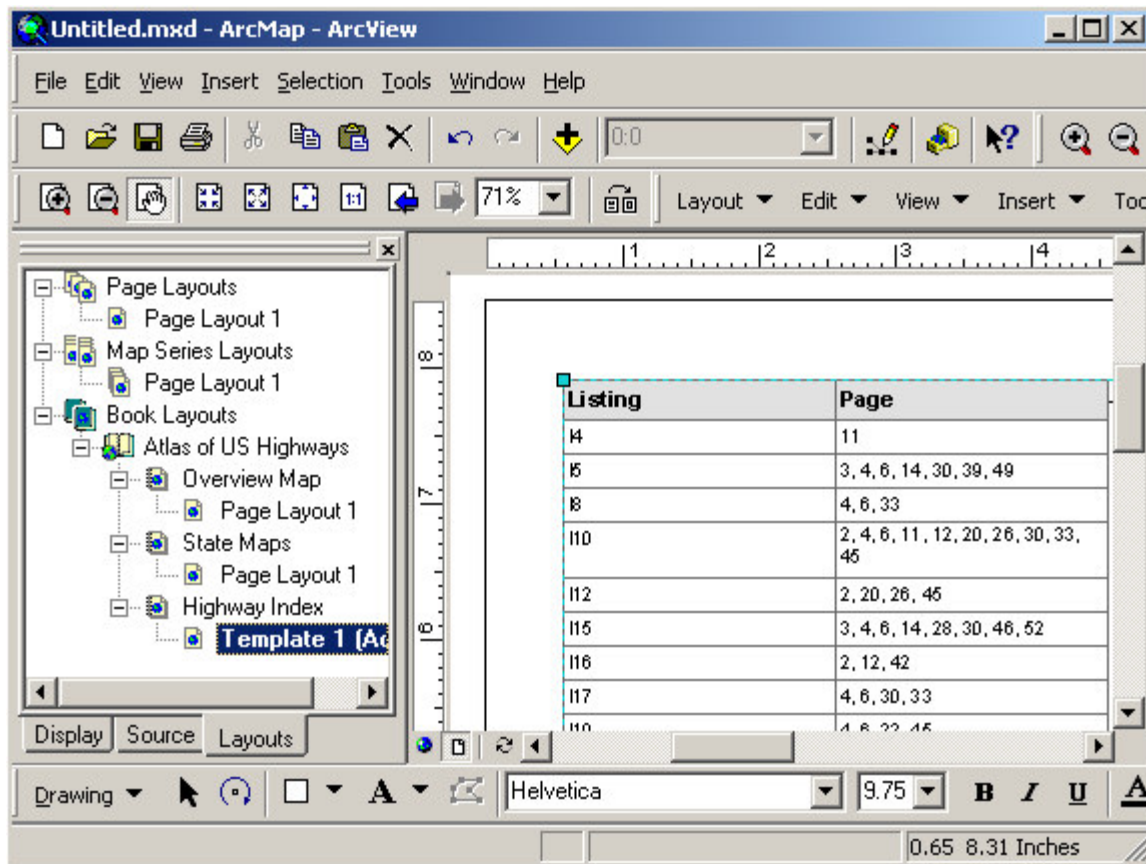 Untitled.mxd - ArcMap - ArcView
File Edit View Insert Selection Tools Window Help
0:0
1:1 71% Layout Edit View Insert
Page Layouts
Page Layout 1
Map Series Layouts
Page Layout 1
Book Layouts
Atlas of US Highways
Overview Map
Page Layout 1
State Maps
Page Layout 1
Highway Index
Template 1
Display Source Layouts
1 2 3 4
8
7
6
Listing Page
I4 11
I5 3, 4, 6, 14, 30, 39, 49
I8 4, 6, 33
I10 2, 4, 6, 11, 12, 20, 26, 30, 33,
45
I12 2, 20, 26, 45
I15 3, 4, 6, 14, 28, 30, 46, 52
I16 2, 12, 42
I17 4, 6, 30, 33
Drawing A Helvetica 9.75 B I U A
0.65 8.31 Inches